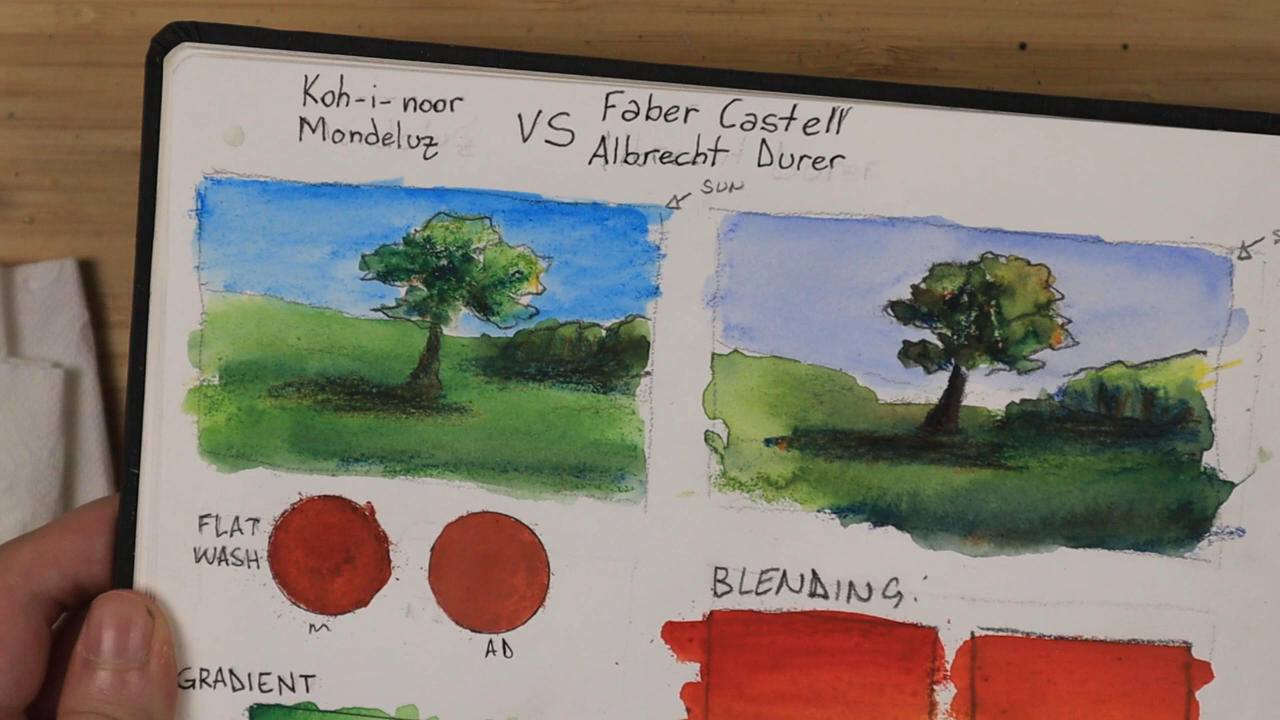 Koh-i-noor
Mondeluz
VS
Faber Castell
Albrecht Durer
SUN
FLAT
WASH
M
AD
BLENDING:
GRADIENT